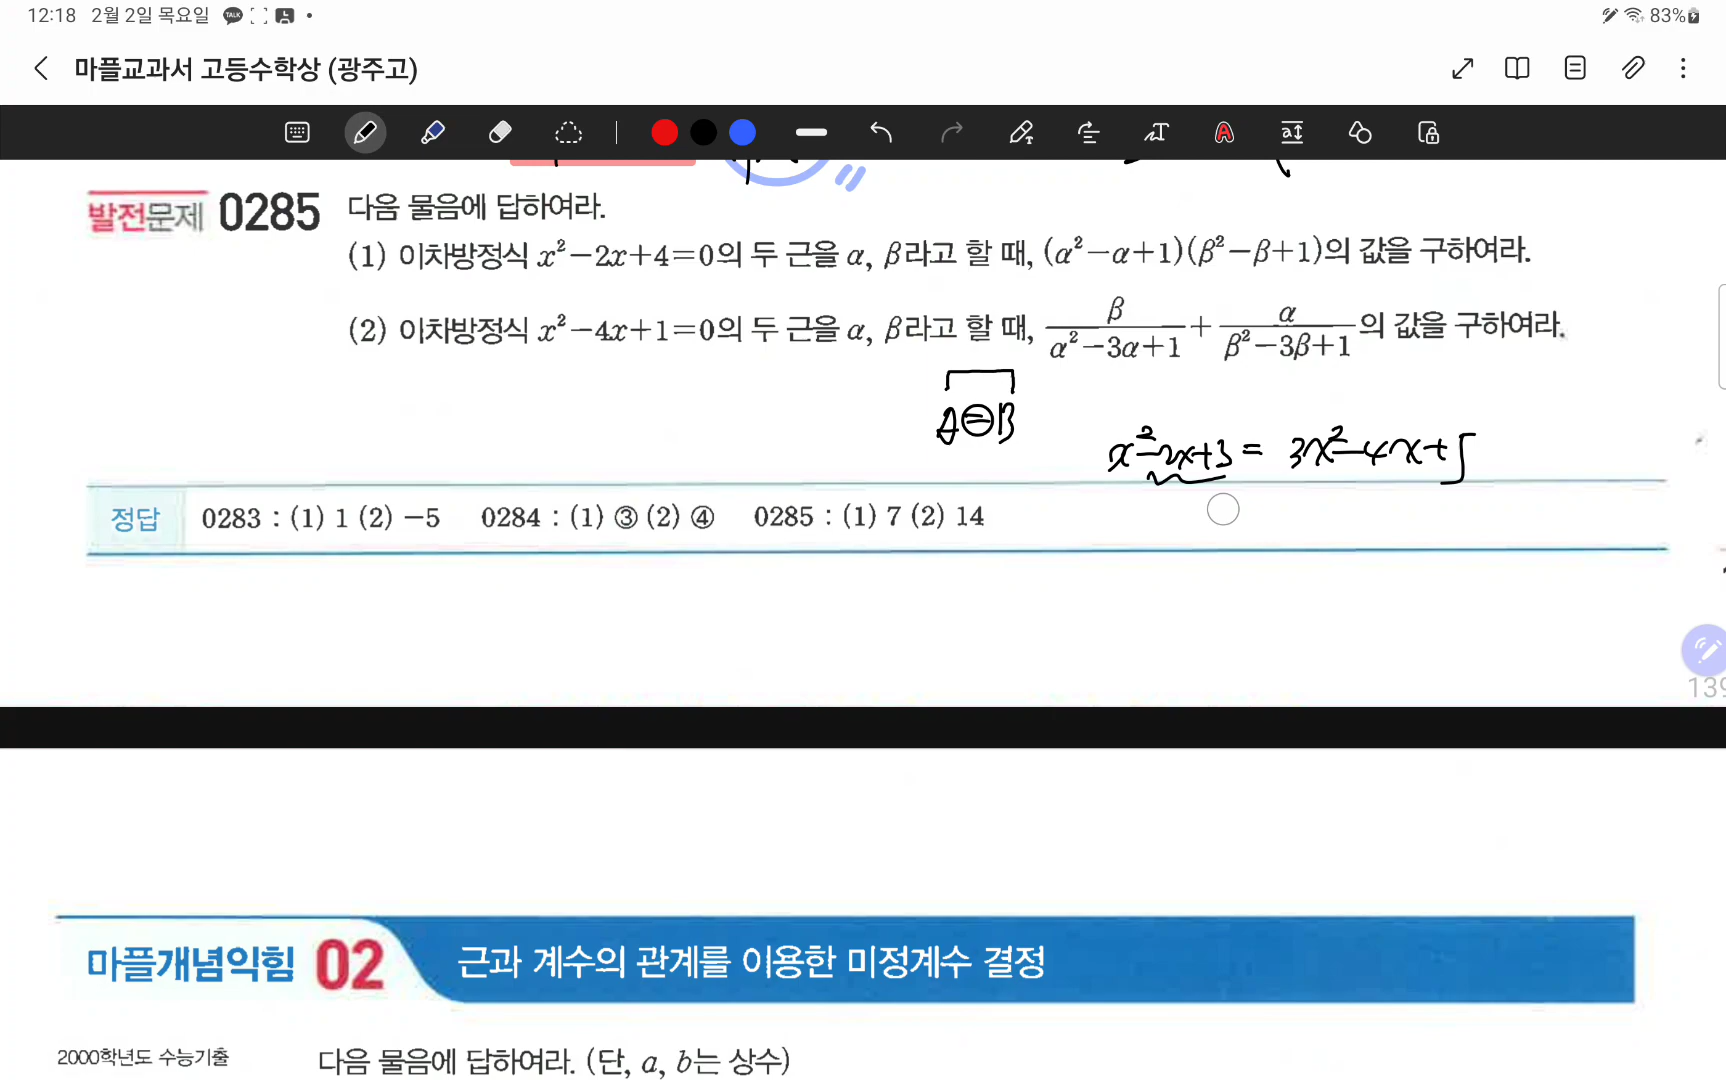 12:18 2월 2일 목요일 TALK 83%
마플교과서 고등수학상 (광주고)
발전문제 0285 다음 물음에 답하여라.
(1) 이차방정식 x²−2x+4=0의 두 근을 α, β라고 할 때, (α²−α+1)(β²−β+1)의 값을 구하여라.
(2) 이차방정식 x²−4x+1=0의 두 근을 α, β라고 할 때, β/(α²−3α+1) + α/(β²−3β+1)의 값을 구하여라.
A=B
x²−2x+3 = 3x²−4x+5
정답 0283 : (1) 1 (2) −5 0284 : (1) ③ (2) ④ 0285 : (1) 7 (2) 14
139
마플개념익힘 02 근과 계수의 관계를 이용한 미정계수 결정
2000학년도 수능기출 다음 물음에 답하여라. (단, a, b는 상수)